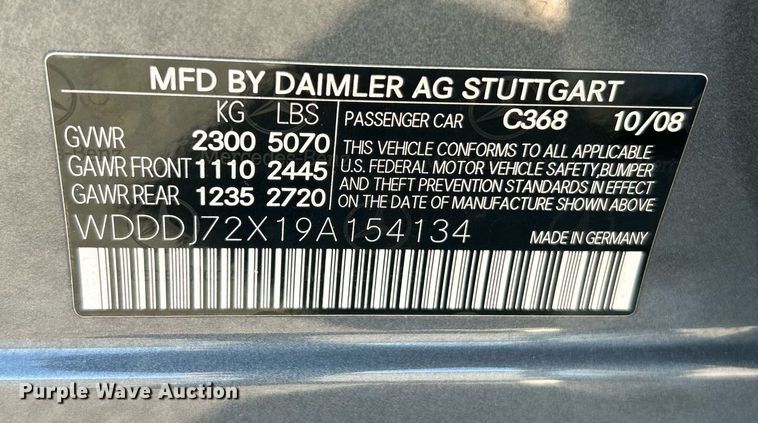 MFD BY DAIMLER AG STUTTGART
KG LBS
GVWR 2300 5070
GAWR FRONT 1110 2445
GAWR REAR 1235 2720
PASSENGER CAR C368 10/08
THIS VEHICLE CONFORMS TO ALL APPLICABLE
U.S. FEDERAL MOTOR VEHICLE SAFETY, BUMPER
AND THEFT PREVENTION STANDARDS IN EFFECT
ON THE DATE OF MANUFACTURE SHOWN ABOVE.
WDDDJ72X19A154134 MADE IN GERMANY
Purple Wave Auction